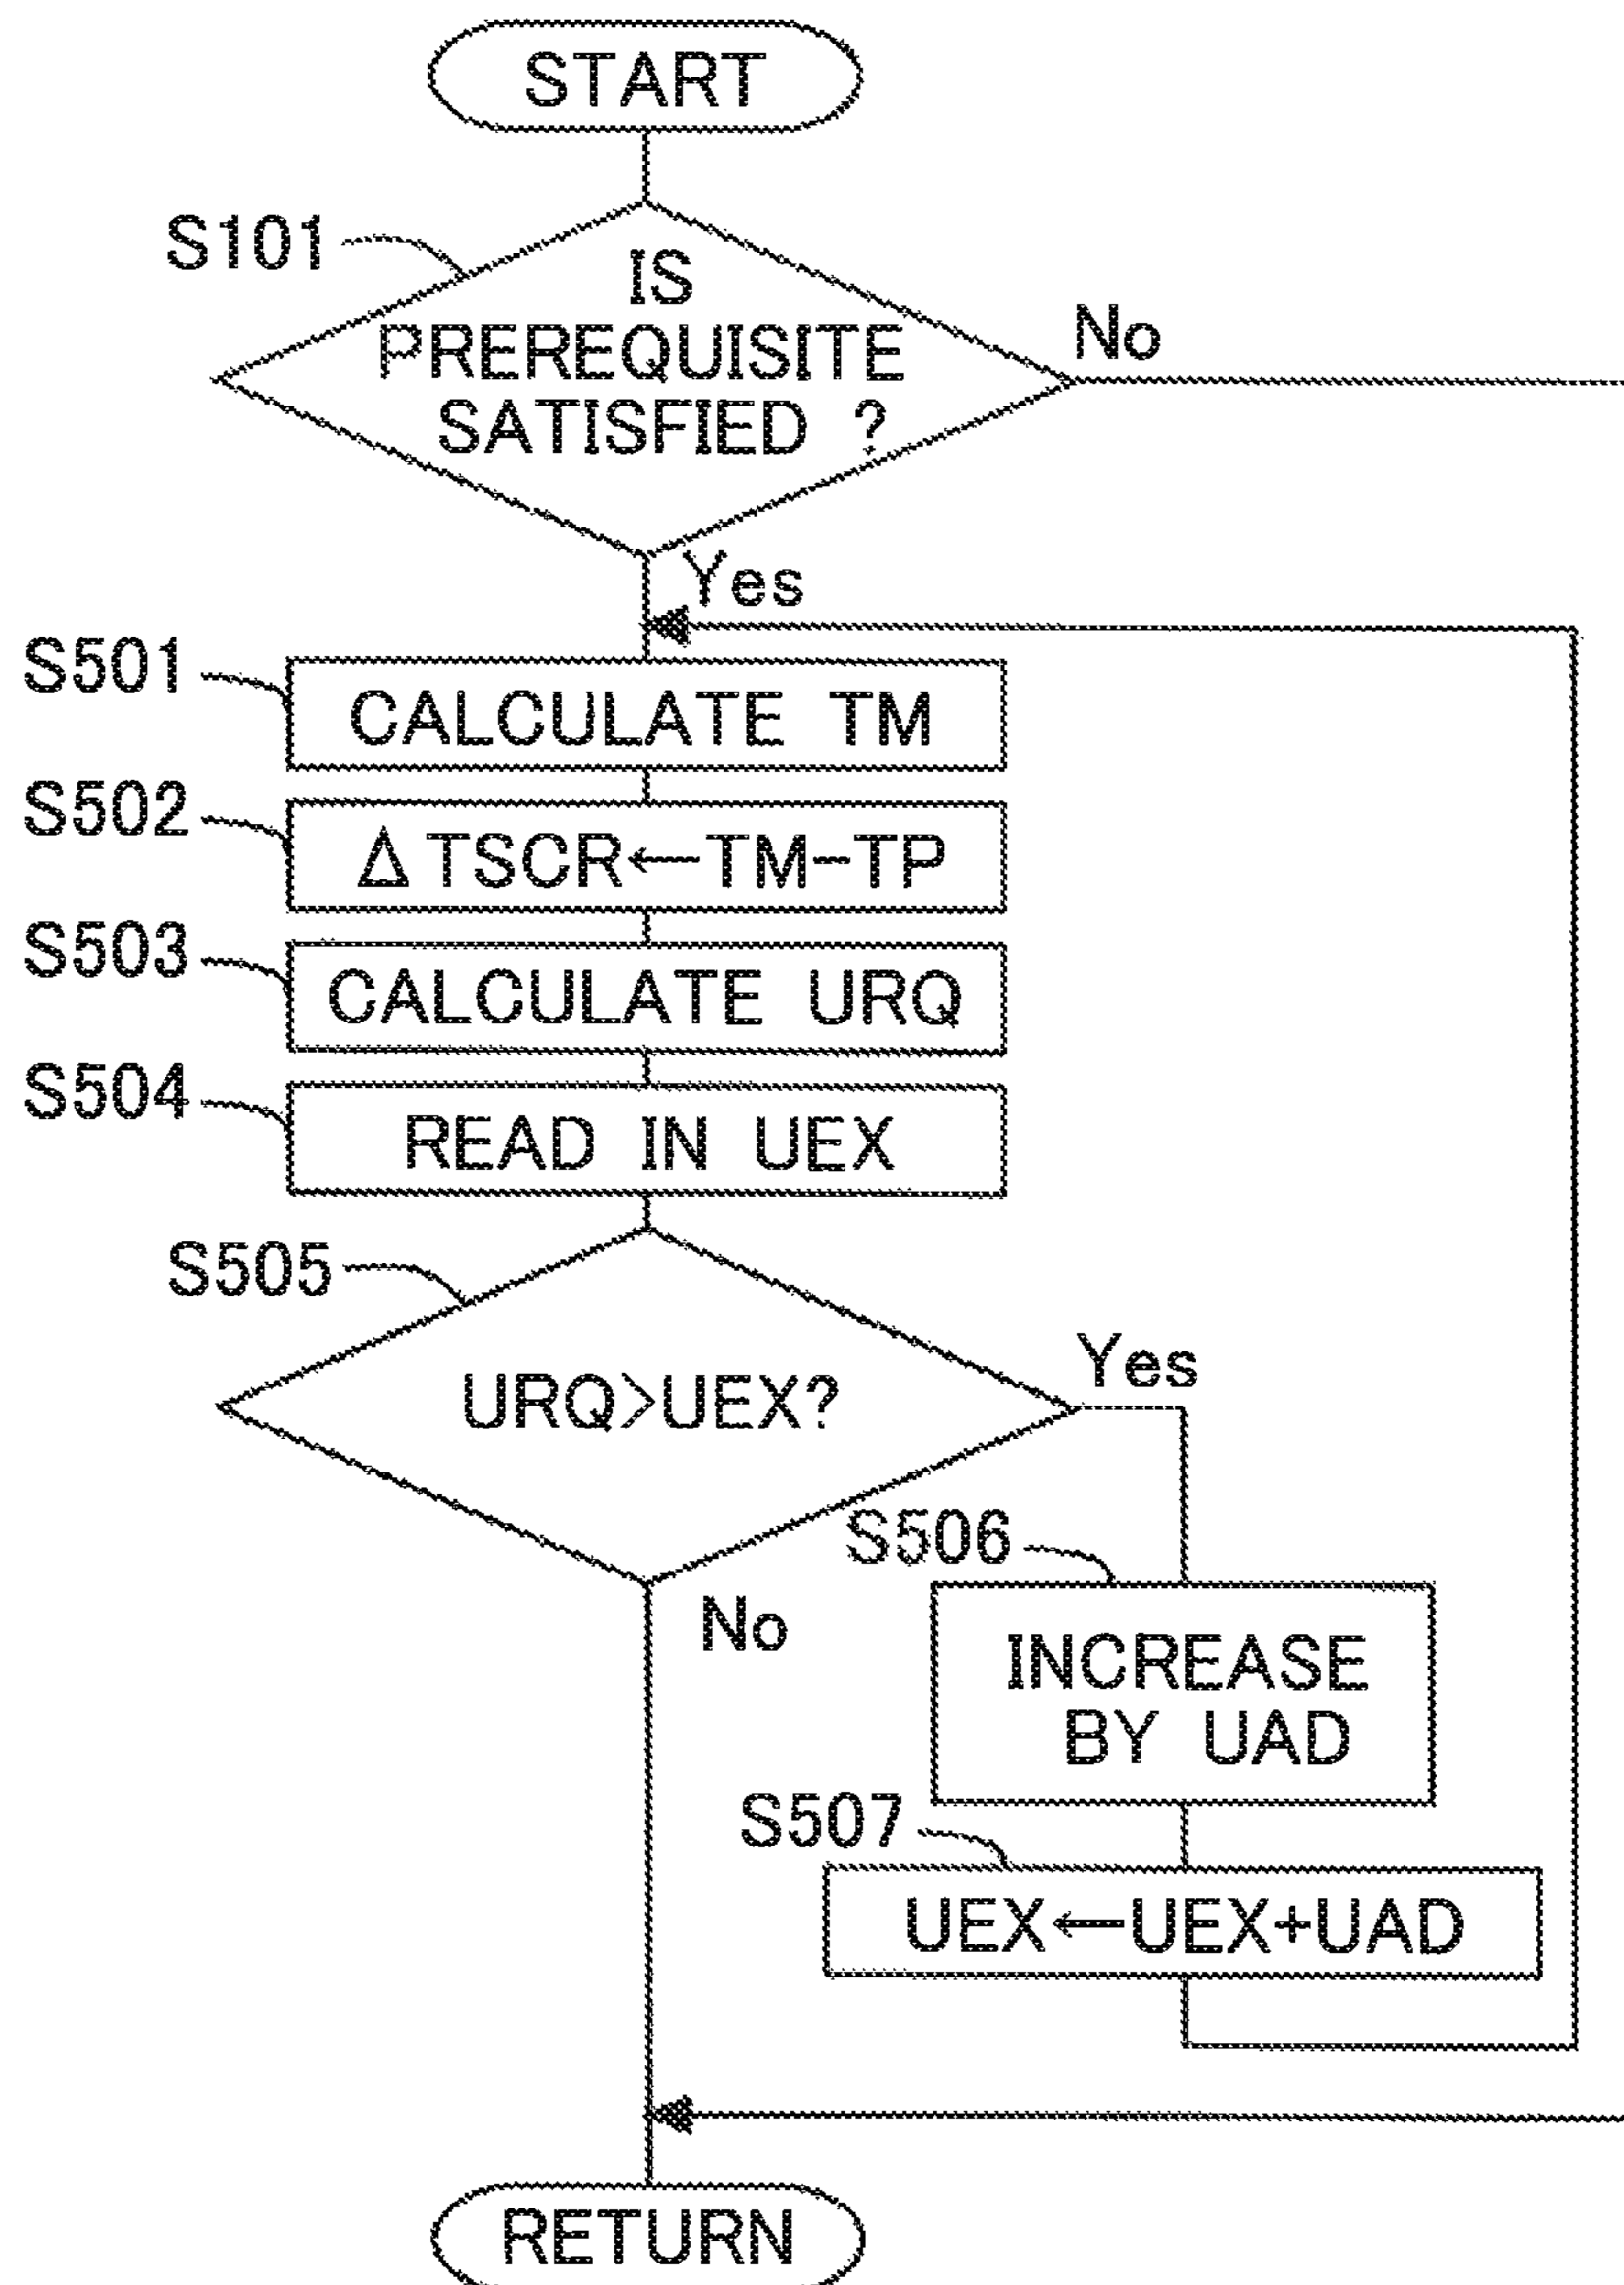 START
S101
IS
PREREQUISITE
SATISFIED ?
No
Yes
S501
CALCULATE TM
S502
Δ TSCR←TM-TP
S503
CALCULATE URQ
S504
READ IN UEX
S505
URQ>UEX?
Yes
No
S506
INCREASE
BY UAD
S507
UEX←UEX+UAD
RETURN